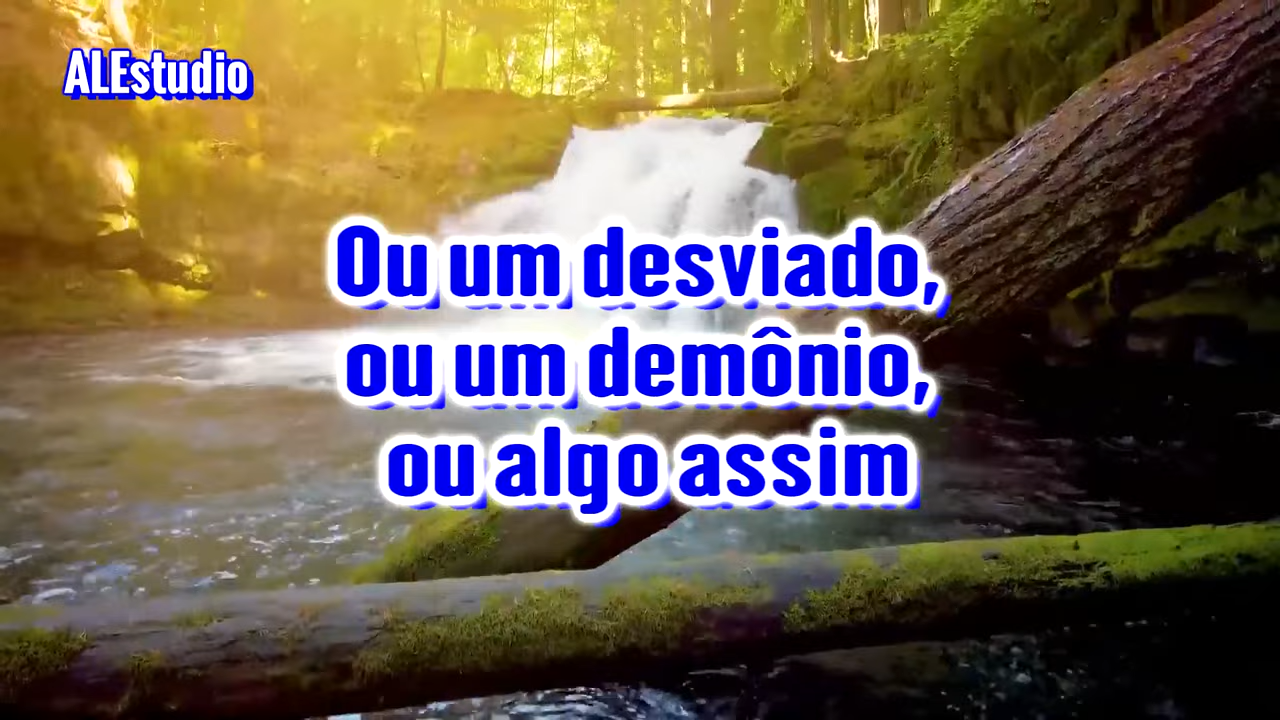 ALEstudio
Ou um desviado,
ou um demônio,
ou algo assim